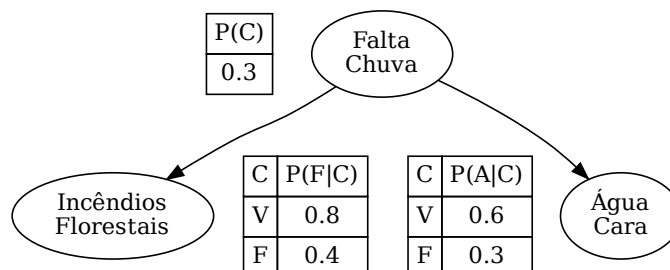 P(C)
0.3
Falta
Chuva
Incêndios
Florestais
C P(F|C)
V 0.8
F 0.4
C P(A|C)
V 0.6
F 0.3
Água
Cara